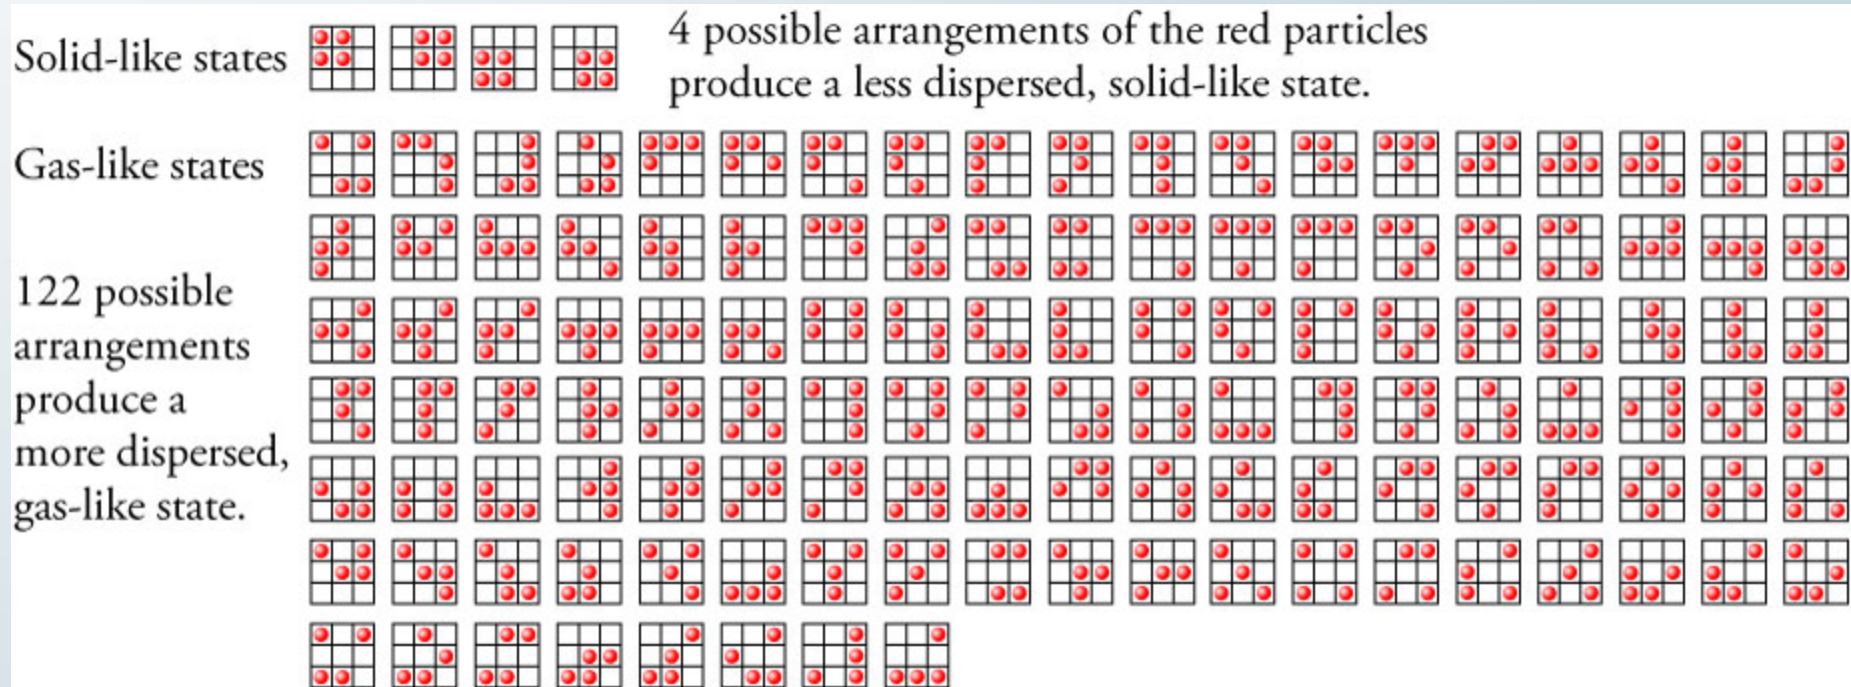 Solid-like states
4 possible arrangements of the red particles
produce a less dispersed, solid-like state.
Gas-like states
122 possible
arrangements
produce a
more dispersed,
gas-like state.